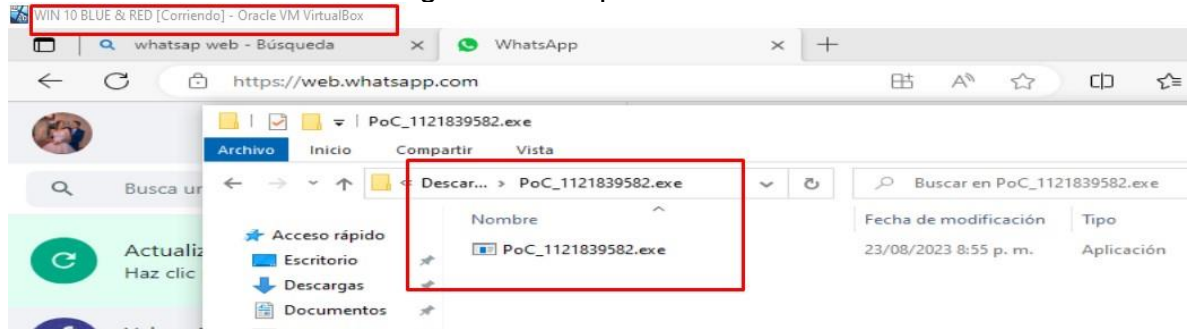 WIN 10 BLUE & RED [Corriendo] - Oracle VM VirtualBox
whatsap web - Búsqueda
WhatsApp
https://web.whatsapp.com
PoC_1121839582.exe
Archivo Inicio Compartir Vista
Busca
Descar... > PoC_1121839582.exe
Buscar en PoC_1121839582.exe
Nombre Fecha de modificación Tipo
PoC_1121839582.exe 23/08/2023 8:55 p. m. Aplicación
Acceso rápido
Escritorio
Descargas
Documentos
Actualiz
Haz clic